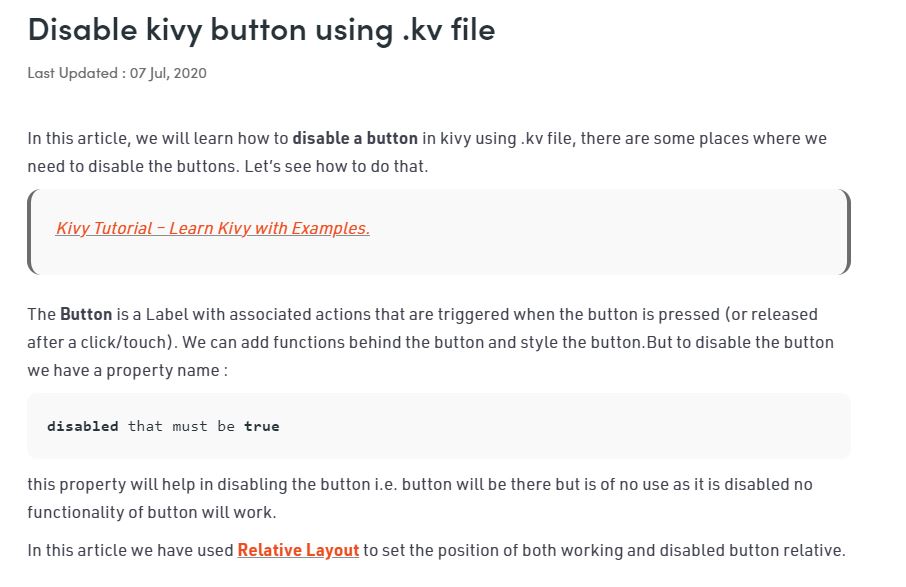 Disable kivy button using .kv file
Last Updated : 07 Jul, 2020
In this article, we will learn how to disable a button in kivy using .kv file, there are some places where we
need to disable the buttons. Let’s see how to do that.
Kivy Tutorial – Learn Kivy with Examples.
The Button is a Label with associated actions that are triggered when the button is pressed (or released
after a click/touch). We can add functions behind the button and style the button.But to disable the button
we have a property name :
disabled that must be true
this property will help in disabling the button i.e. button will be there but is of no use as it is disabled no
functionality of button will work.
In this article we have used Relative Layout to set the position of both working and disabled button relative.